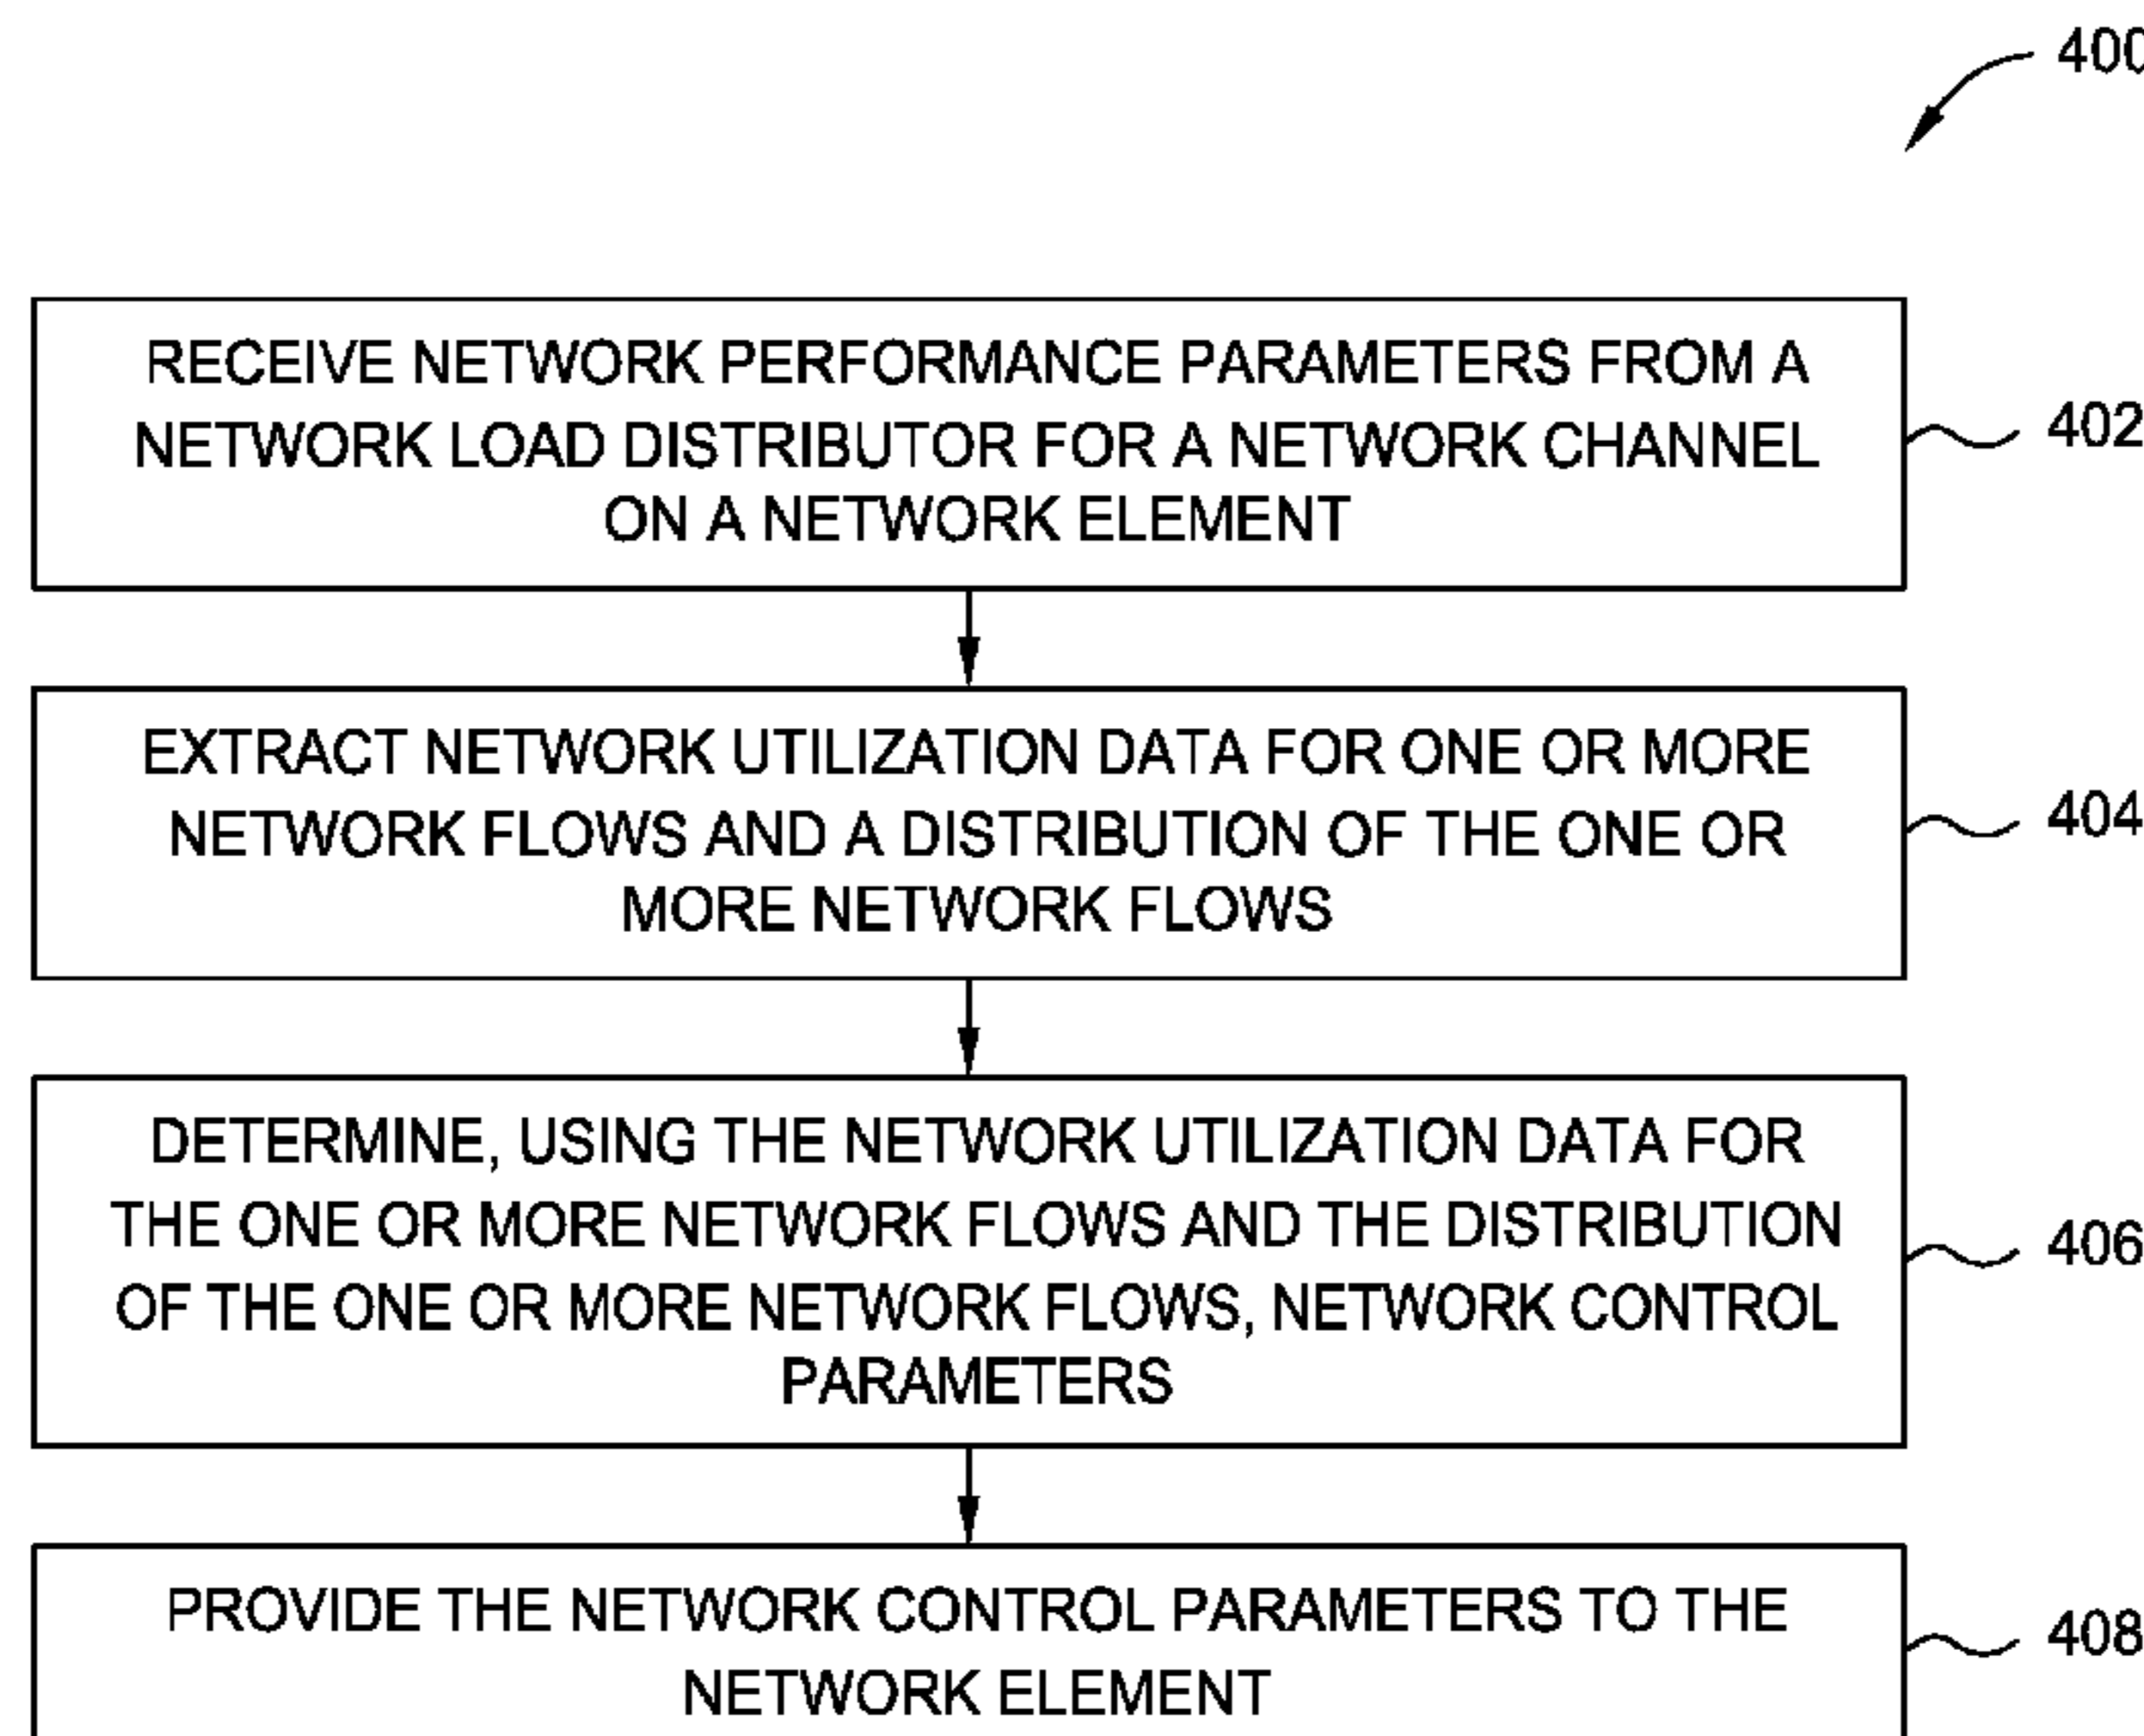 400
RECEIVE NETWORK PERFORMANCE PARAMETERS FROM A
NETWORK LOAD DISTRIBUTOR FOR A NETWORK CHANNEL
ON A NETWORK ELEMENT
402
EXTRACT NETWORK UTILIZATION DATA FOR ONE OR MORE
NETWORK FLOWS AND A DISTRIBUTION OF THE ONE OR
MORE NETWORK FLOWS
404
DETERMINE, USING THE NETWORK UTILIZATION DATA FOR
THE ONE OR MORE NETWORK FLOWS AND THE DISTRIBUTION
OF THE ONE OR MORE NETWORK FLOWS, NETWORK CONTROL
PARAMETERS
406
PROVIDE THE NETWORK CONTROL PARAMETERS TO THE
NETWORK ELEMENT
408